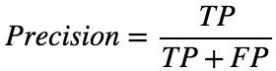 Precision = TP / TP + FP